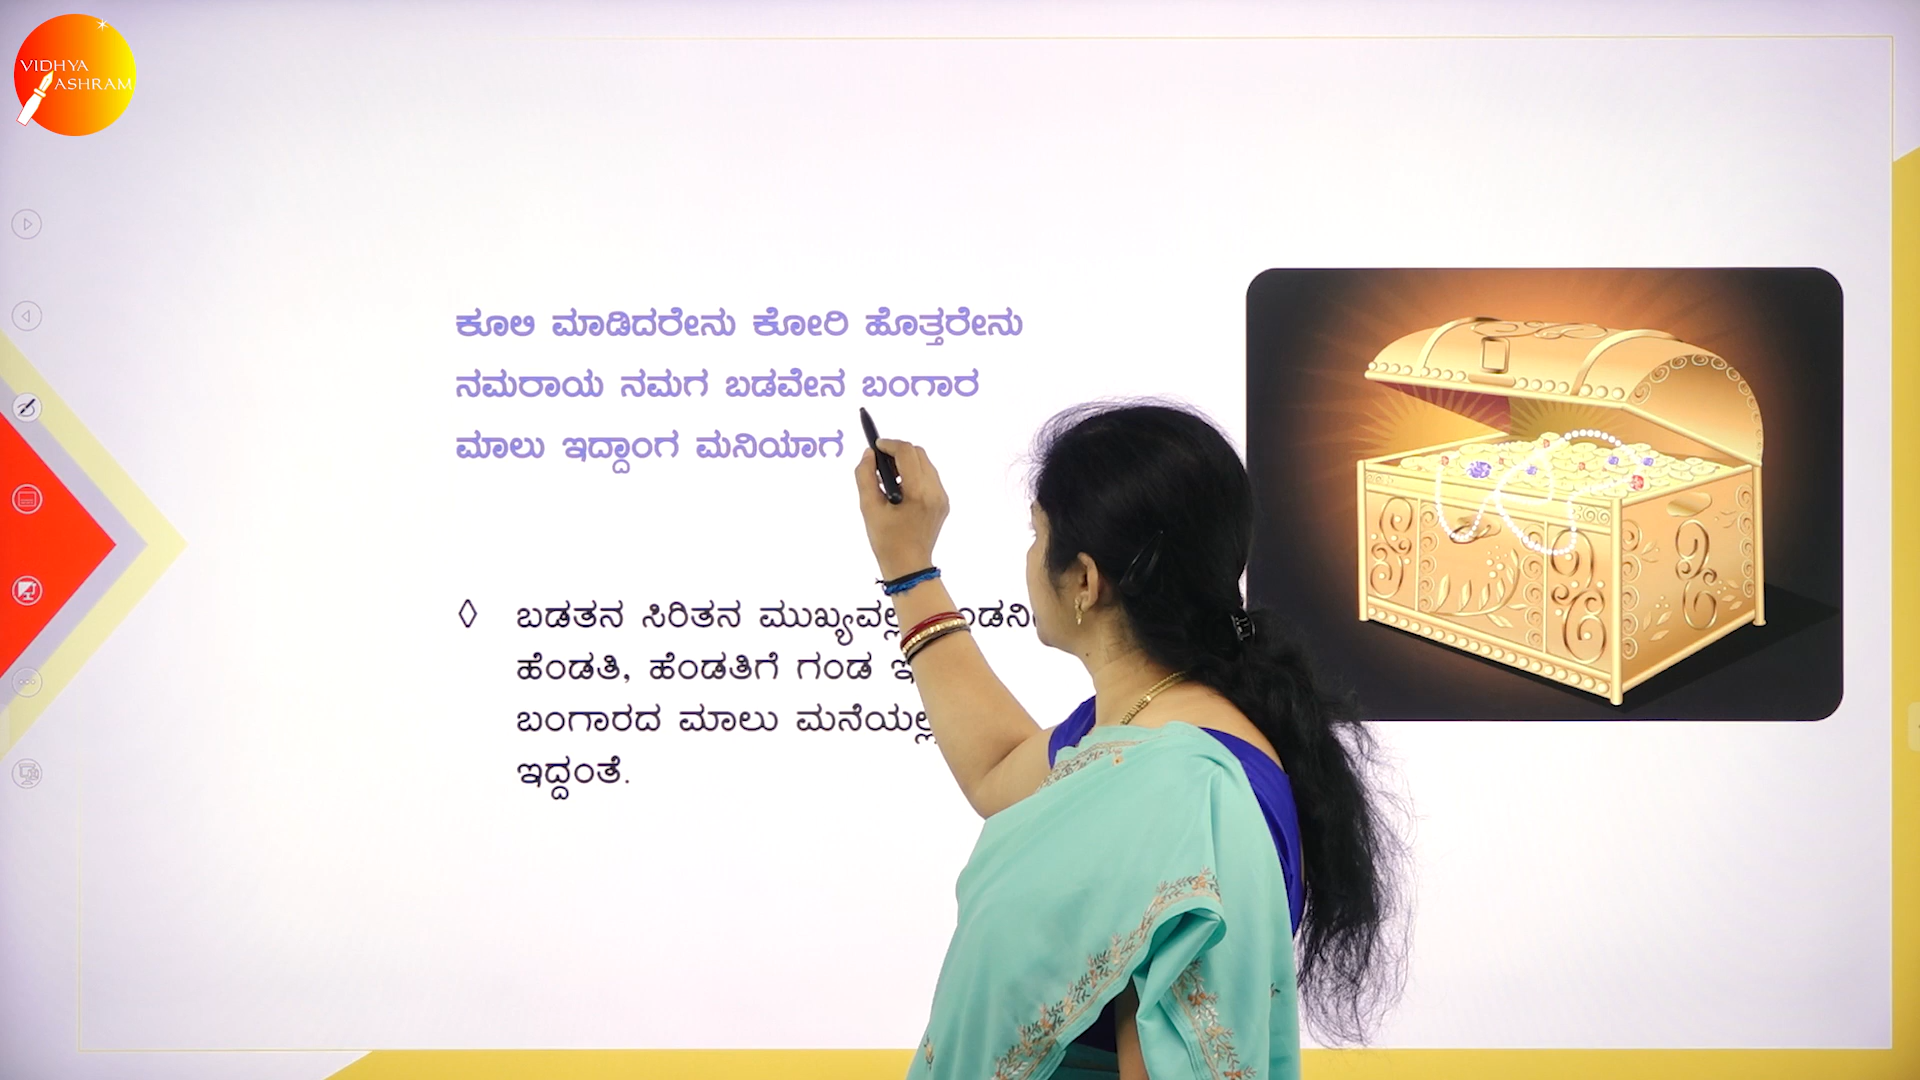 VIDHYA
ASHRAM
ಕೂಲಿ ಮಾಡಿದರೇನು ಕೋರಿ ಹೊತ್ತರೇನು
ನಮರಾಯ ನಮಗ ಬಡವೇನ ಬಂಗಾರ
ಮಾಲು ಇದ್ದಾಂಗ ಮನಿಯಾಗ
ಬಡತನ ಸಿರಿತನ ಮುಖ್ಯವಲ್ಲ
ಹೆಂಡತಿ, ಹೆಂಡತಿಗೆ ಗಂಡ
ಬಂಗಾರದ ಮಾಲು ಮನೆಯಲ್ಲಿ
ಇದ್ದಂತೆ.